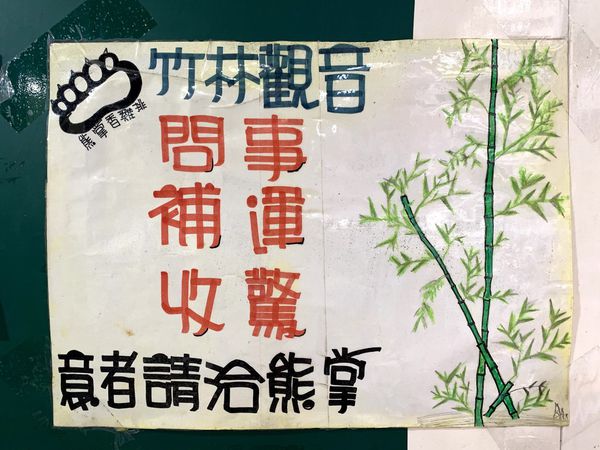 竹林觀音
問事
補運
收驚
意者請洽熊掌